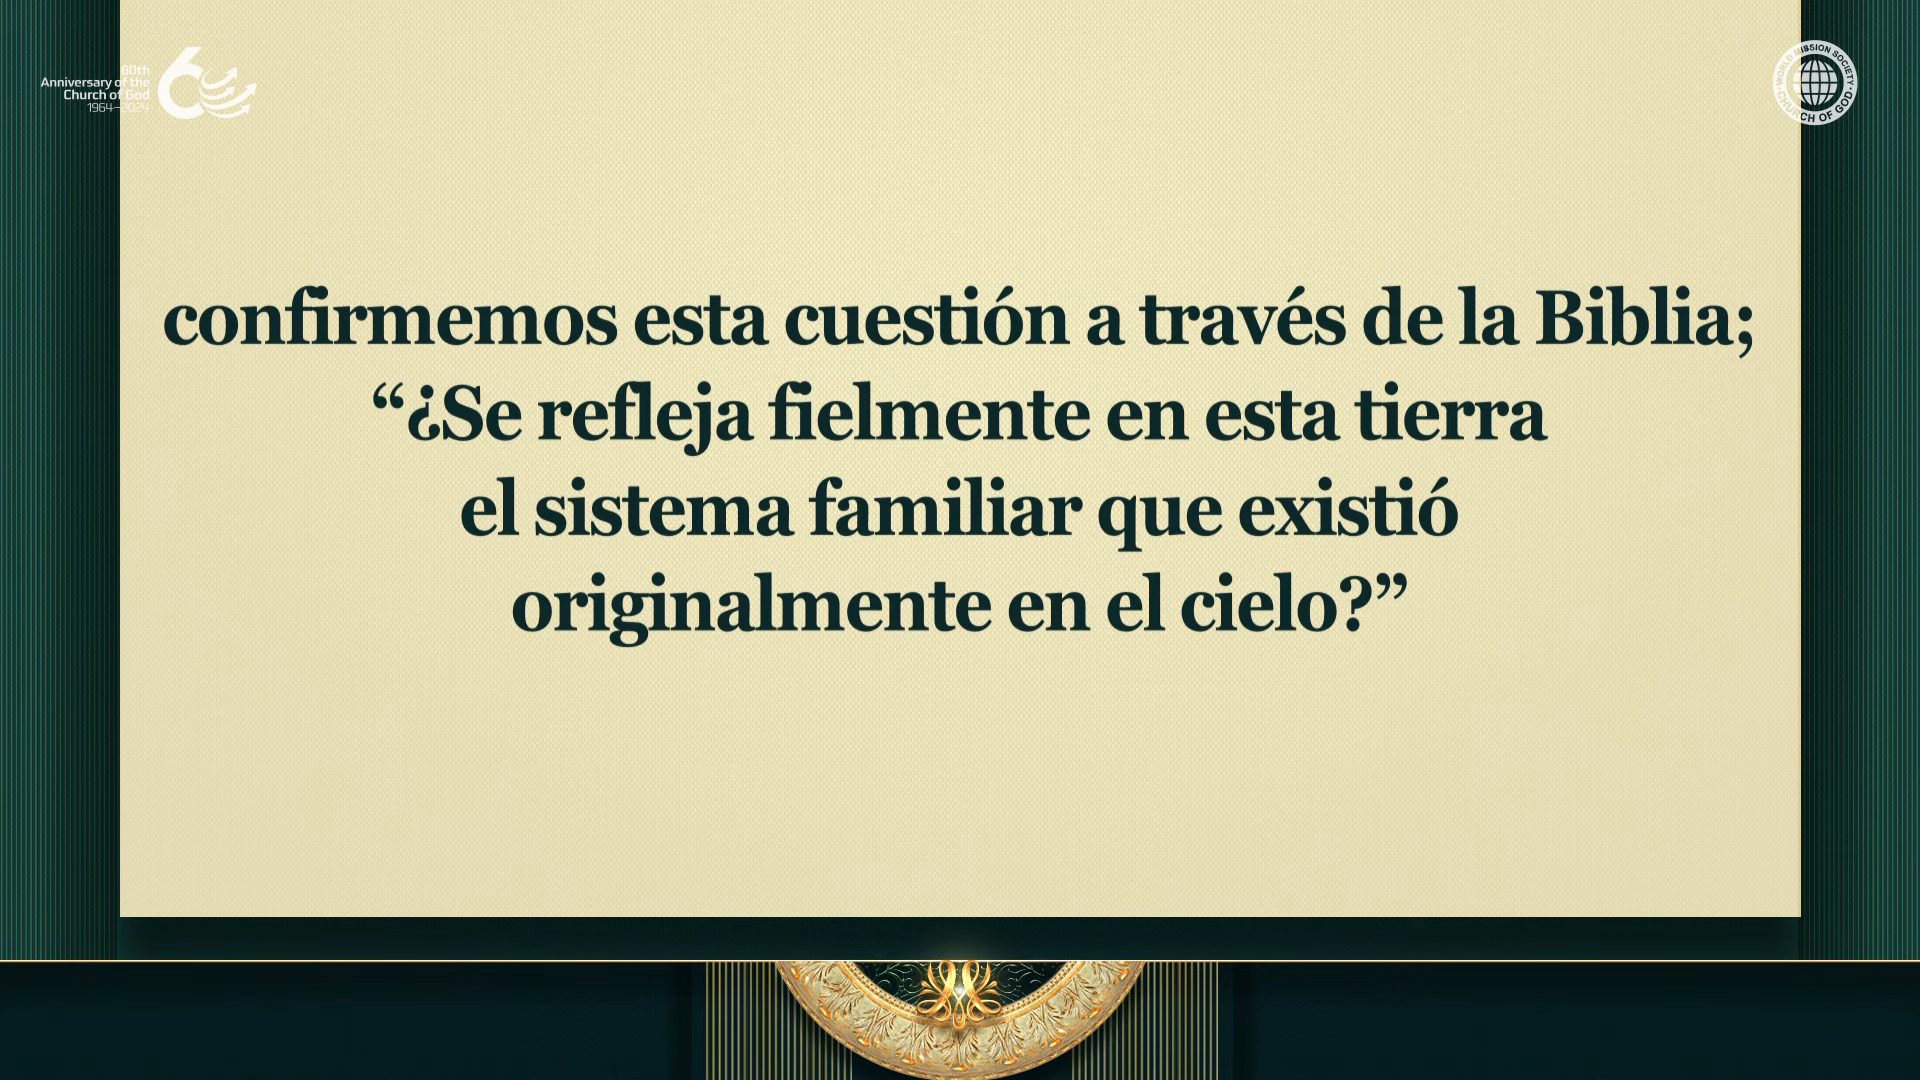 60th
Anniversary of the
Church of God
1964–2024
WORLD MISSION SOCIETY
CHURCH OF GOD
confirmemos esta cuestión a través de la Biblia;
“¿Se refleja fielmente en esta tierra
el sistema familiar que existió
originalmente en el cielo?”